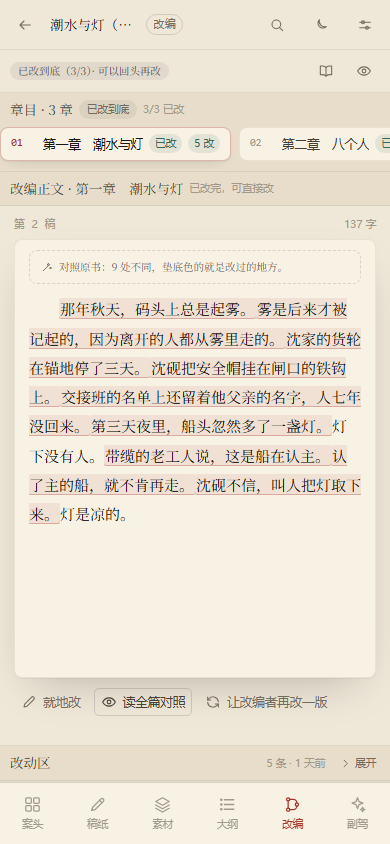 潮水与灯（⋯ 改编
已改到底（3/3）· 可以回头再改
章目 · 3 章 已改到底 3/3 已改
01 第一章 潮水与灯 已改 5 改 02 第二章 八个人
改编正文 · 第一章 潮水与灯 已改完，可直接改
第 2 稿 137 字
对照原书：9 处不同，垫底色的就是改过的地方。
那年秋天，码头上总是起雾。雾是后来才被
记起的，因为离开的人都从雾里走的。沈家的货轮
在锚地停了三天。沈砚把安全帽挂在闸口的铁钩
上。交接班的名单上还留着他父亲的名字，人七年
没回来。第三天夜里，船头忽然多了一盏灯。灯
下没有人。带缆的老工人说，这是船在认主。认
了主的船，就不肯再走。沈砚不信，叫人把灯取下
来。灯是凉的。
就地改 读全篇对照 让改编者再改一版
改动区 5 条 · 1 天前 展开
案头 稿纸 素材 大纲 改编 副驾